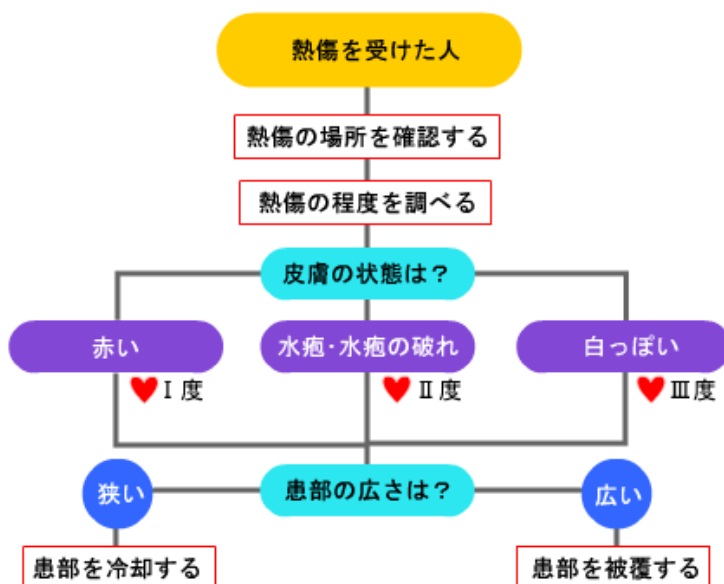 熱傷を受けた人
熱傷の場所を確認する
熱傷の程度を調べる
皮膚の状態は?
赤い
水疱・水疱の破れ
白っぽい
Ⅰ度
Ⅱ度
Ⅲ度
狭い
患部の広さは?
広い
患部を冷却する
患部を被覆する